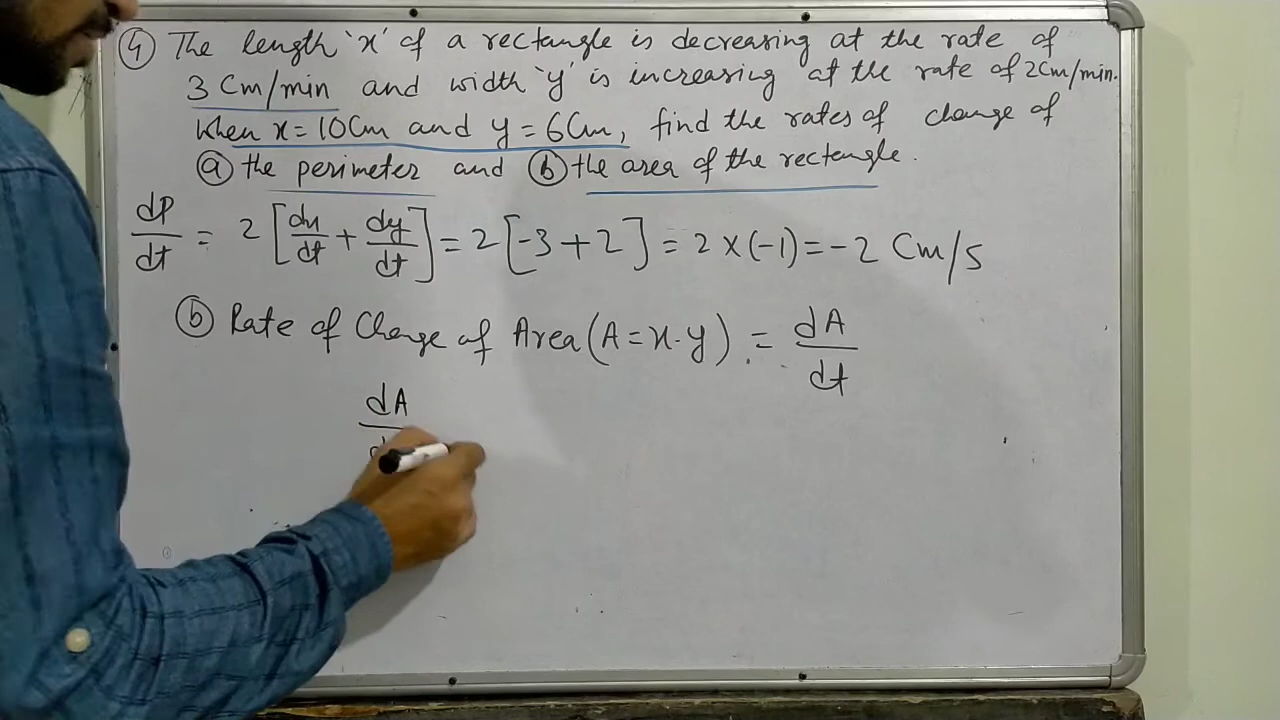 ④ The length 'x' of a rectangle is decreasing at the rate of
3 Cm/min and width 'y' is increasing at the rate of 2Cm/min.
When x = 10Cm and y = 6Cm, find the rates of change of
ⓐ the perimeter and ⓑ the area of the rectangle.
dP/dt = 2 [dx/dt + dy/dt] = 2 [-3 + 2] = 2 × (-1) = -2 Cm/s
ⓑ Rate of Change of Area (A = x·y) = dA/dt
dA